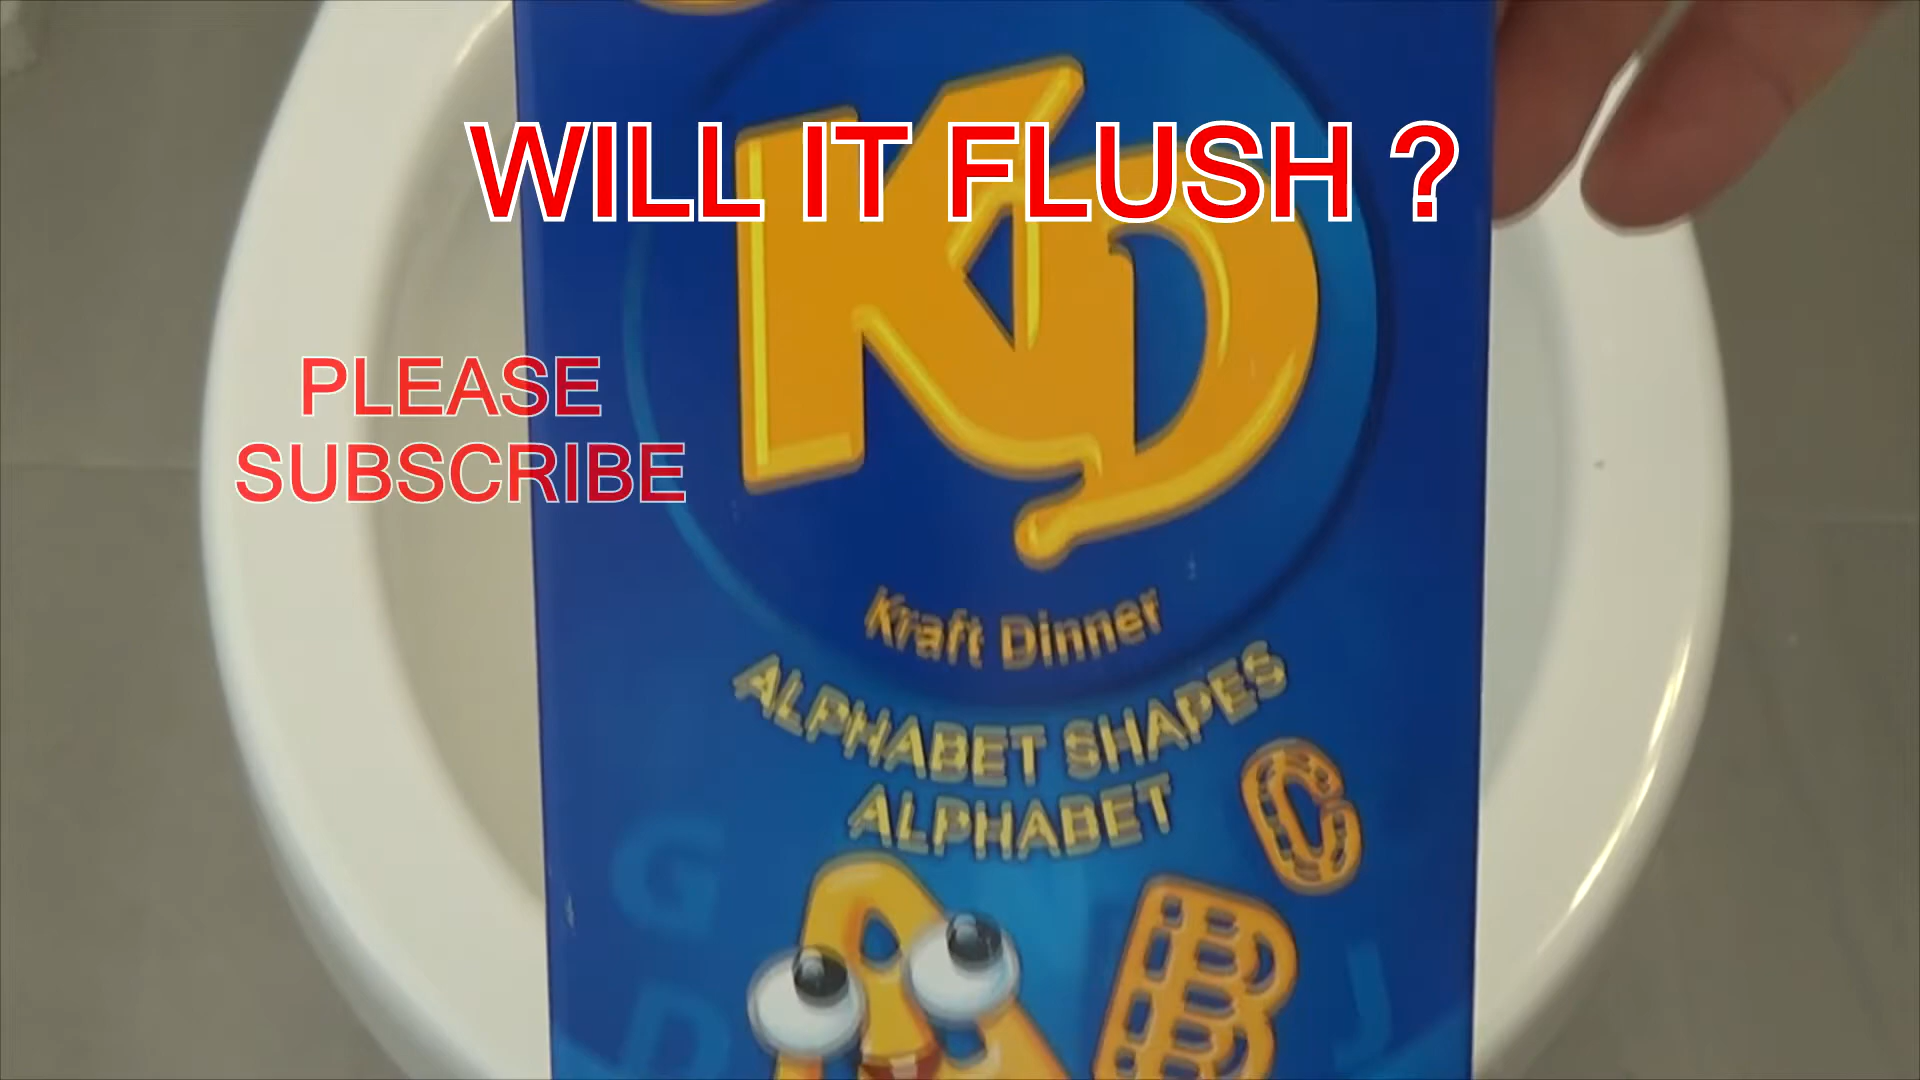 KD
WILL IT FLUSH ?
PLEASE
SUBSCRIBE
Kraft Dinner
ALPHABET SHAPES
ALPHABET
C
G
B
J
D